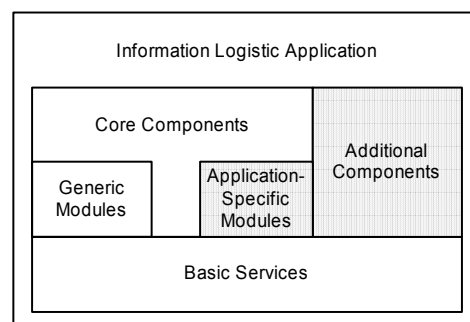 Information Logistic Application
Core Components
Additional
Components
Generic
Modules
Application-
Specific
Modules
Basic Services